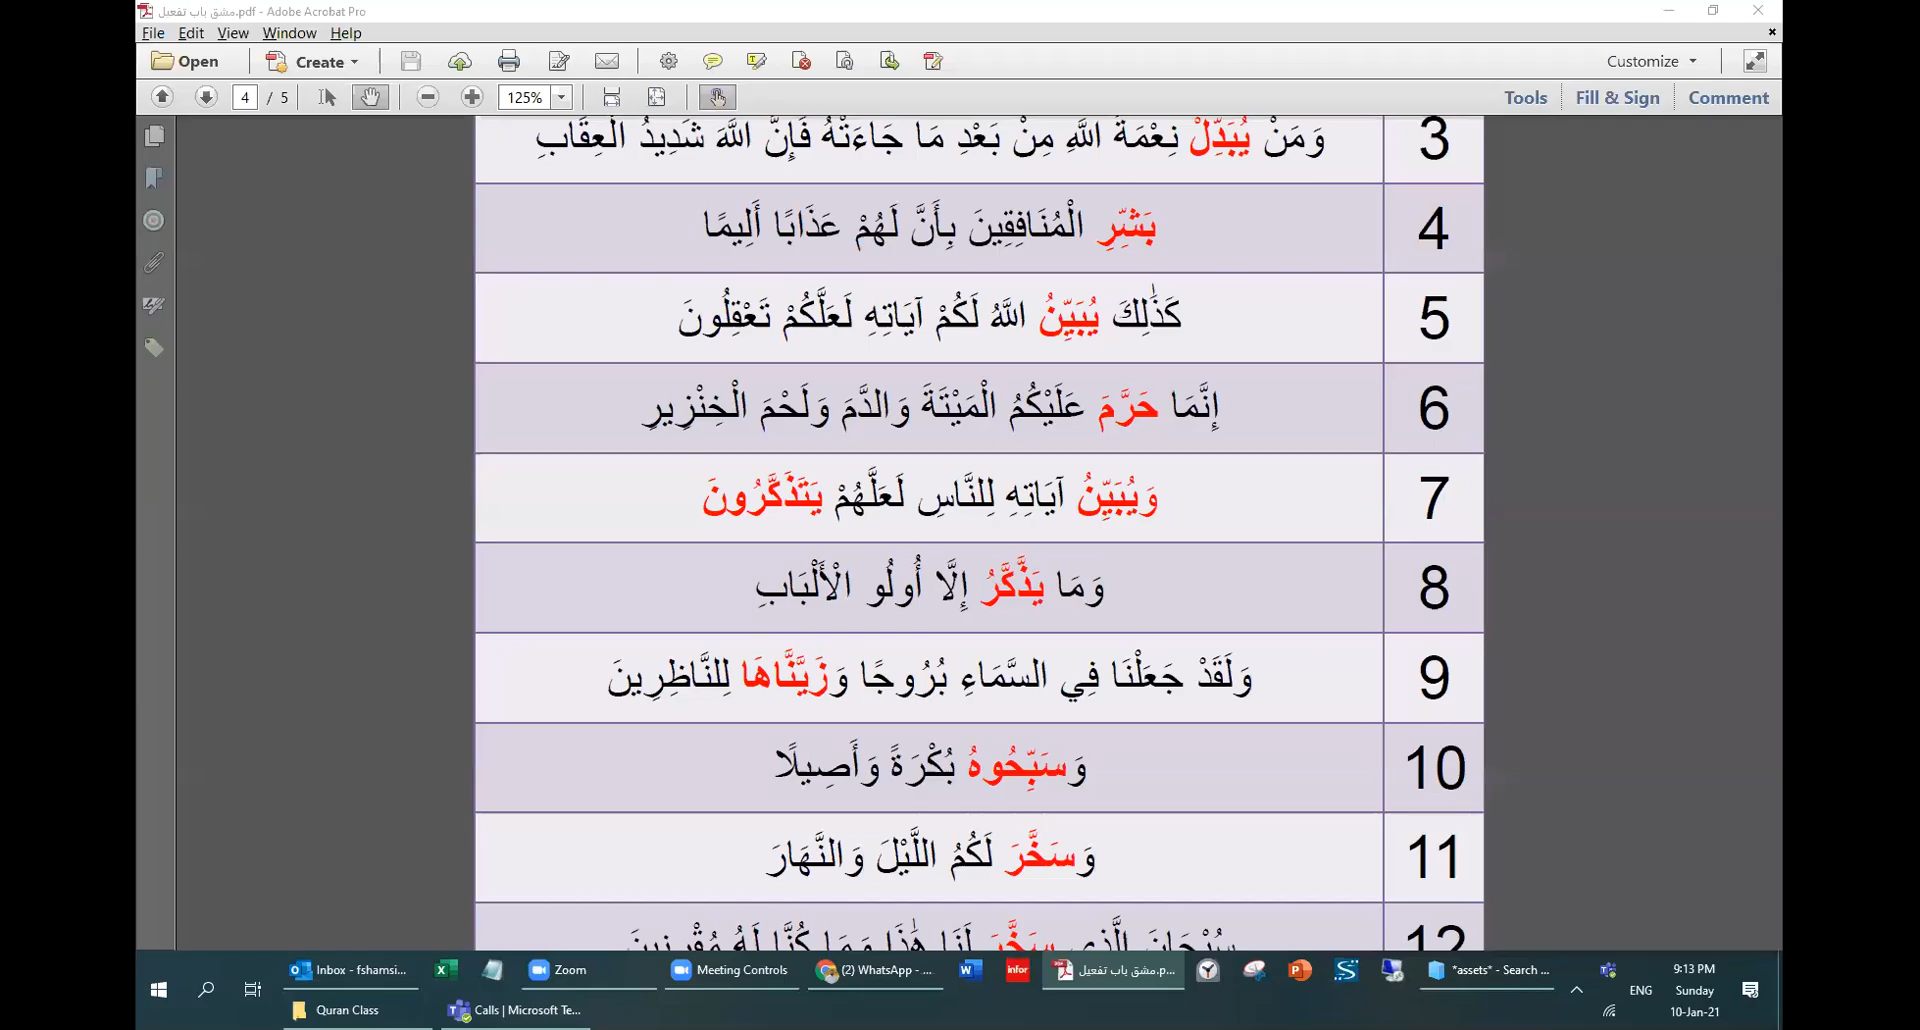 مشق باب تفعيل.pdf - Adobe Acrobat Pro
File Edit View Window Help
Open Create Customize
4 / 5 125% Tools Fill & Sign Comment
3 وَمَنْ يُبَدِّلْ نِعْمَةَ اللَّهِ مِنْ بَعْدِ مَا جَاءَتْهُ فَإِنَّ اللَّهَ شَدِيدُ الْعِقَابِ
4 بَشِّرِ الْمُنَافِقِينَ بِأَنَّ لَهُمْ عَذَابًا أَلِيمًا
5 كَذَٰلِكَ يُبَيِّنُ اللَّهُ لَكُمْ آيَاتِهِ لَعَلَّكُمْ تَعْقِلُونَ
6 إِنَّمَا حَرَّمَ عَلَيْكُمُ الْمَيْتَةَ وَالدَّمَ وَلَحْمَ الْخِنْزِيرِ
7 وَيُبَيِّنُ آيَاتِهِ لِلنَّاسِ لَعَلَّهُمْ يَتَذَكَّرُونَ
8 وَمَا يَذَّكَّرُ إِلَّا أُولُو الْأَلْبَابِ
9 وَلَقَدْ جَعَلْنَا فِي السَّمَاءِ بُرُوجًا وَزَيَّنَّاهَا لِلنَّاظِرِينَ
10 وَسَبِّحُوهُ بُكْرَةً وَأَصِيلًا
11 وَسَخَّرَ لَكُمُ اللَّيْلَ وَالنَّهَارَ
12 سُبْحَانَ الَّذِي سَخَّرَ لَنَا هَٰذَا وَمَا كُنَّا لَهُ مُقْرِنِينَ
Inbox - fshamsi... Zoom Meeting Controls (2) WhatsApp - ... infor مشق باب تفعيل.p... *assets* - Search ... 9:13 PM
ENG Sunday
Quran Class Calls | Microsoft Te... 10-Jan-21